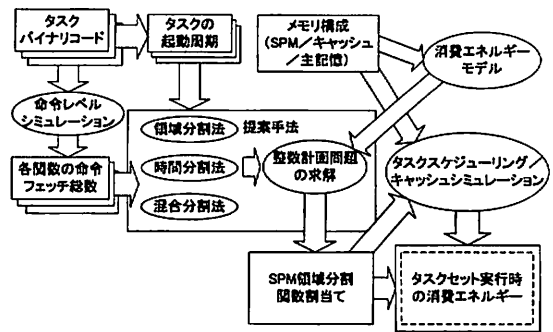 タスク
バイナリコード
タスクの
起動周期
メモリ構成
(SPM/キャッシュ
/主記憶)
消費エネルギー
モデル
命令レベル
シミュレーション
領域分割法
提案手法
時間分割法
混合分割法
整数計画問題
の求解
タスクスケジューリング/
キャッシュシミュレーション
各関数の命令
フェッチ総数
SPM領域分割
関数割当て
タスクセット実行時
の消費エネルギー